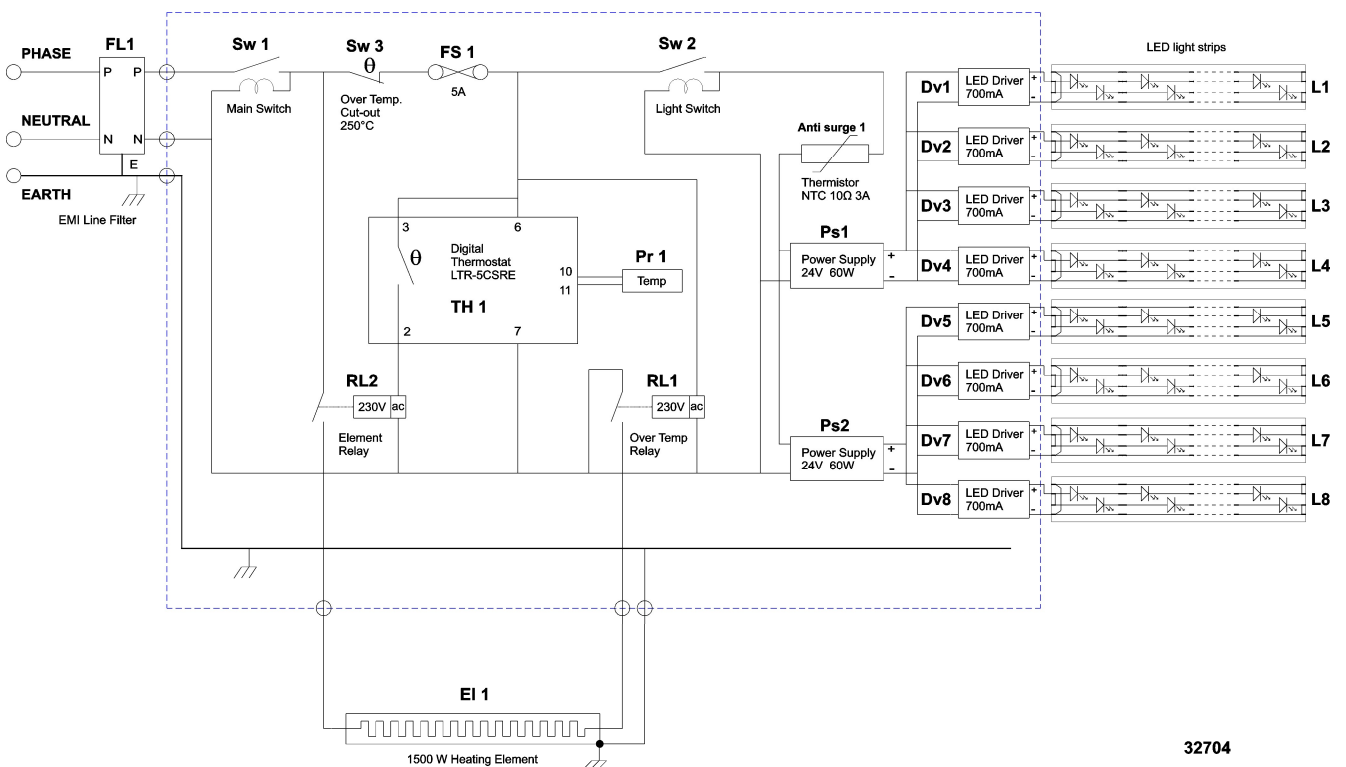 PHASE
FL1
P P
NEUTRAL
N N
E
EARTH
EMI Line Filter
Sw 1
Main Switch
Sw 3
θ
Over Temp.
Cut-out
250°C
FS 1
5A
Sw 2
Light Switch
Anti surge 1
Thermistor
NTC 10Ω 3A
3
6
θ
Digital
Thermostat
LTR-5CSRE
TH 1
10
11
2
7
Pr 1
Temp
RL2
230V ac
Element
Relay
RL1
230V ac
Over Temp
Relay
Ps1
Power Supply
24V 60W
+
-
Ps2
Power Supply
24V 60W
+
-
LED light strips
Dv1
LED Driver
700mA
+
-
L1
Dv2
LED Driver
700mA
+
-
L2
Dv3
LED Driver
700mA
+
-
L3
Dv4
LED Driver
700mA
+
-
L4
Dv5
LED Driver
700mA
+
-
L5
Dv6
LED Driver
700mA
+
-
L6
Dv7
LED Driver
700mA
+
-
L7
Dv8
LED Driver
700mA
+
-
L8
El 1
1500 W Heating Element
32704